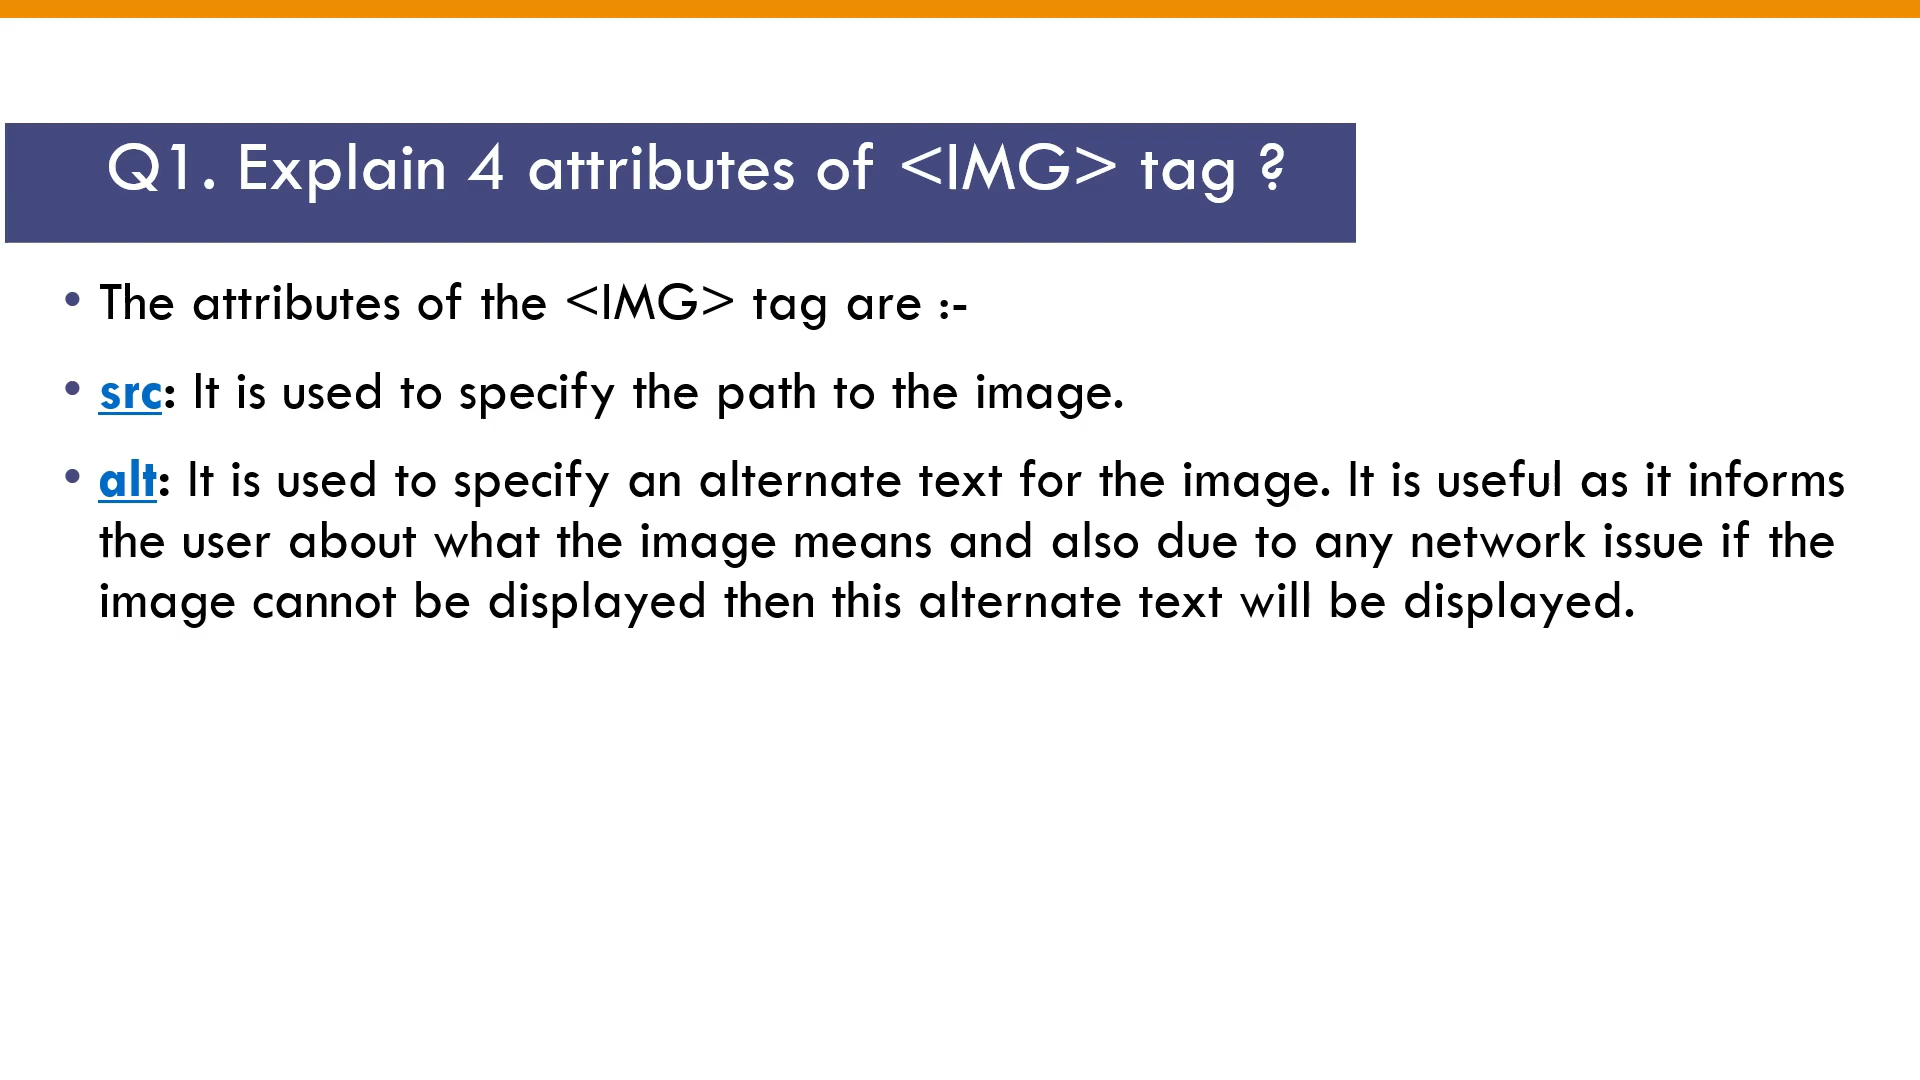 Q1. Explain 4 attributes of <IMG> tag ?
• The attributes of the <IMG> tag are :-
• src: It is used to specify the path to the image.
• alt: It is used to specify an alternate text for the image. It is useful as it informs
the user about what the image means and also due to any network issue if the
image cannot be displayed then this alternate text will be displayed.